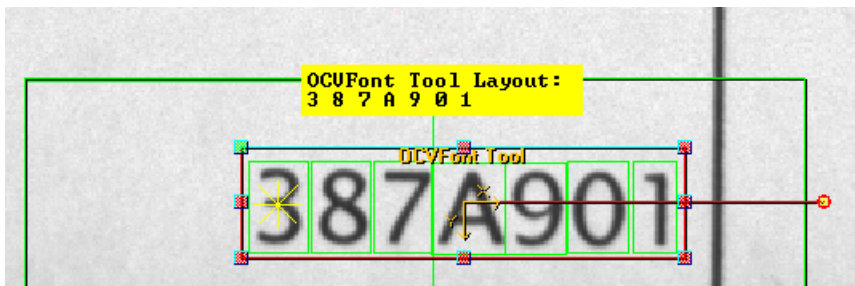 OCVFont Tool Layout:
3 8 7 A 9 0 1
OCVFont Tool
387A901
X
Y